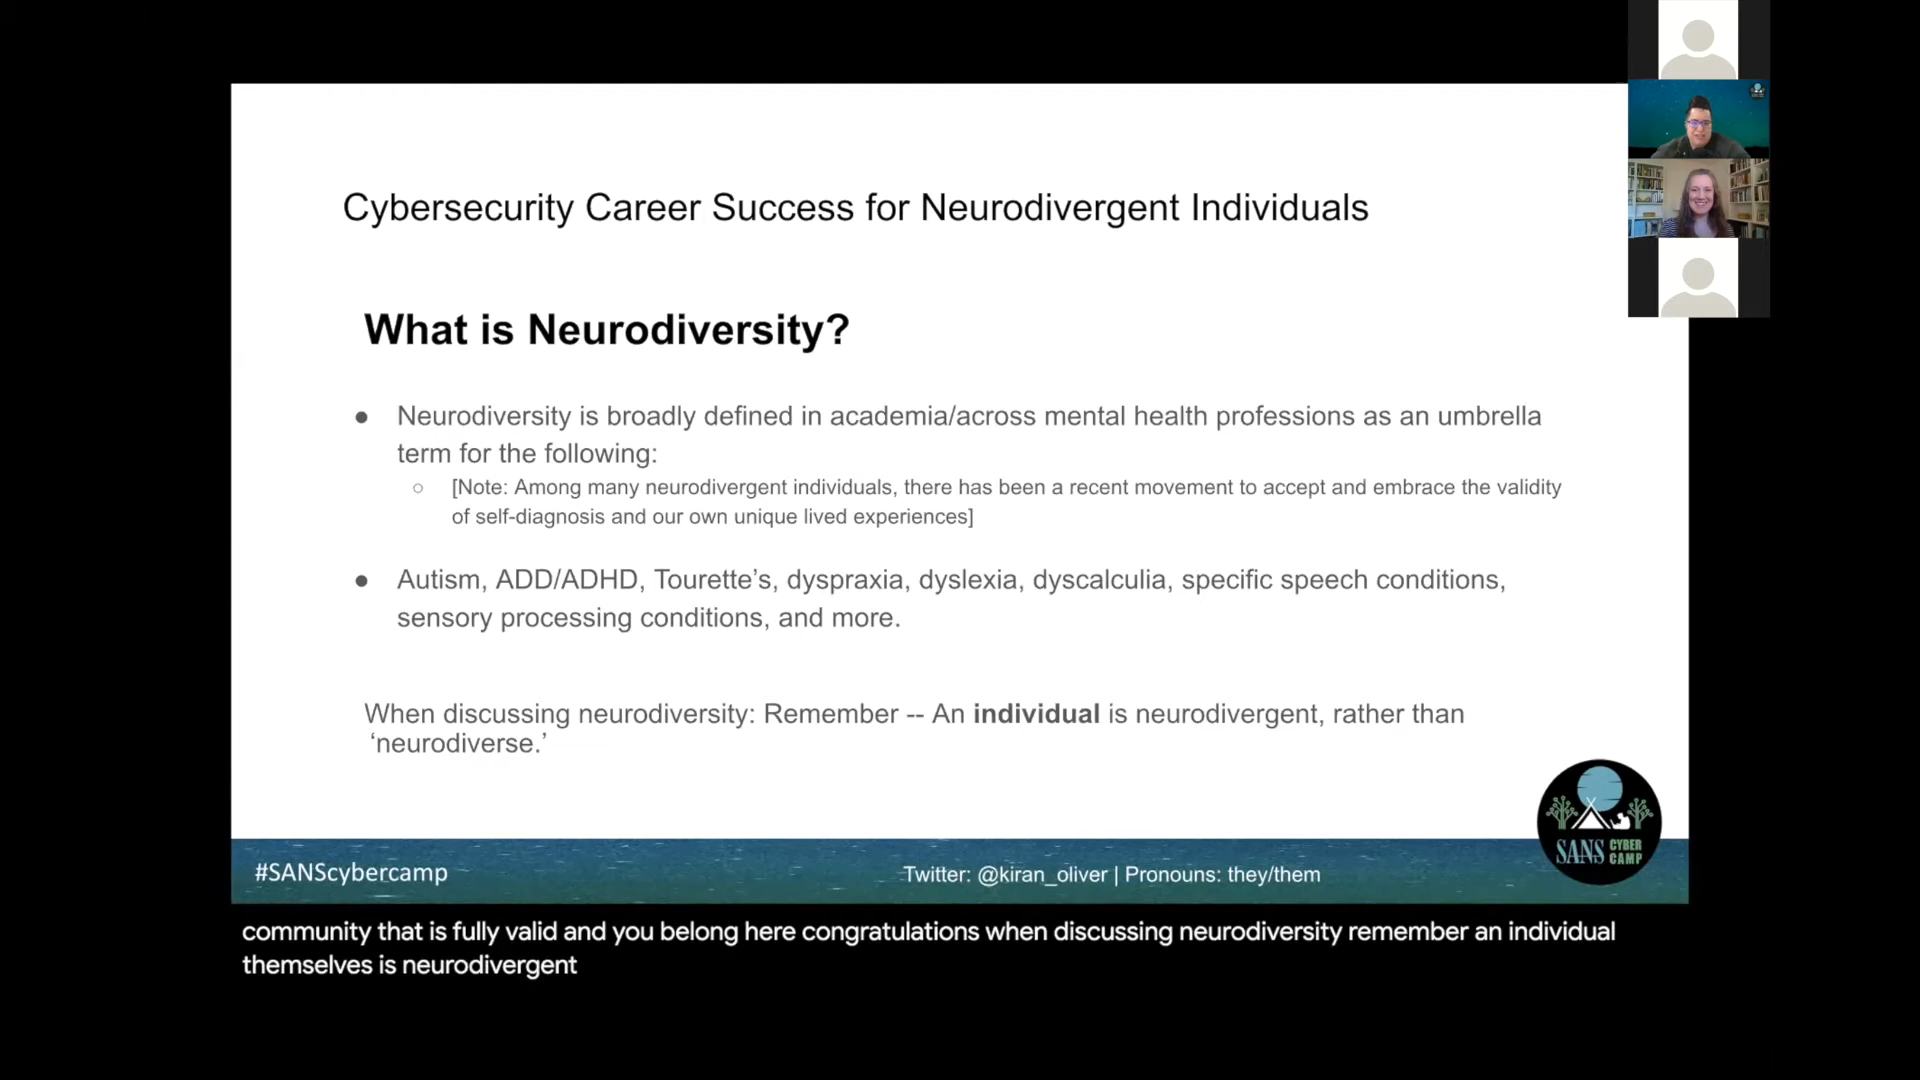 Cybersecurity Career Success for Neurodivergent Individuals
What is Neurodiversity?
● Neurodiversity is broadly defined in academia/across mental health professions as an umbrella
term for the following:
○ [Note: Among many neurodivergent individuals, there has been a recent movement to accept and embrace the validity
of self-diagnosis and our own unique lived experiences]
● Autism, ADD/ADHD, Tourette’s, dyspraxia, dyslexia, dyscalculia, specific speech conditions,
sensory processing conditions, and more.
When discussing neurodiversity: Remember -- An individual is neurodivergent, rather than
‘neurodiverse.’
SANS CYBER CAMP
#SANScybercamp
Twitter: @kiran_oliver | Pronouns: they/them
community that is fully valid and you belong here congratulations when discussing neurodiversity remember an individual
themselves is neurodivergent